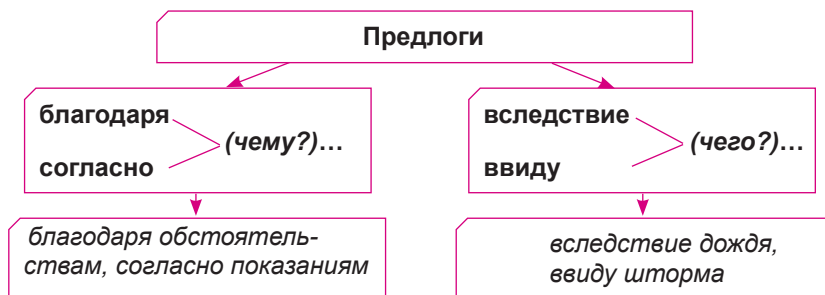 Предлоги
благодаря
согласно
(чему?)…
вследствие
ввиду
(чего?)…
благодаря обстоятель-
ствам, согласно показаниям
вследствие дождя,
ввиду шторма